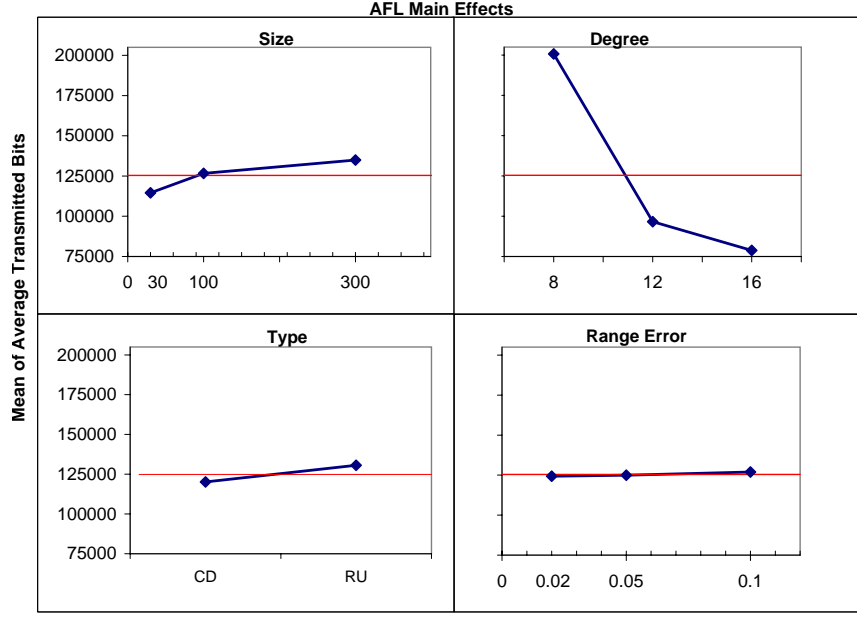 AFL Main Effects
Mean of Average Transmitted Bits
Size
200000
175000
150000
125000
100000
75000
0 30 100 300
Degree
8 12 16
Type
200000
175000
150000
125000
100000
75000
CD RU
Range Error
0 0.02 0.05 0.1